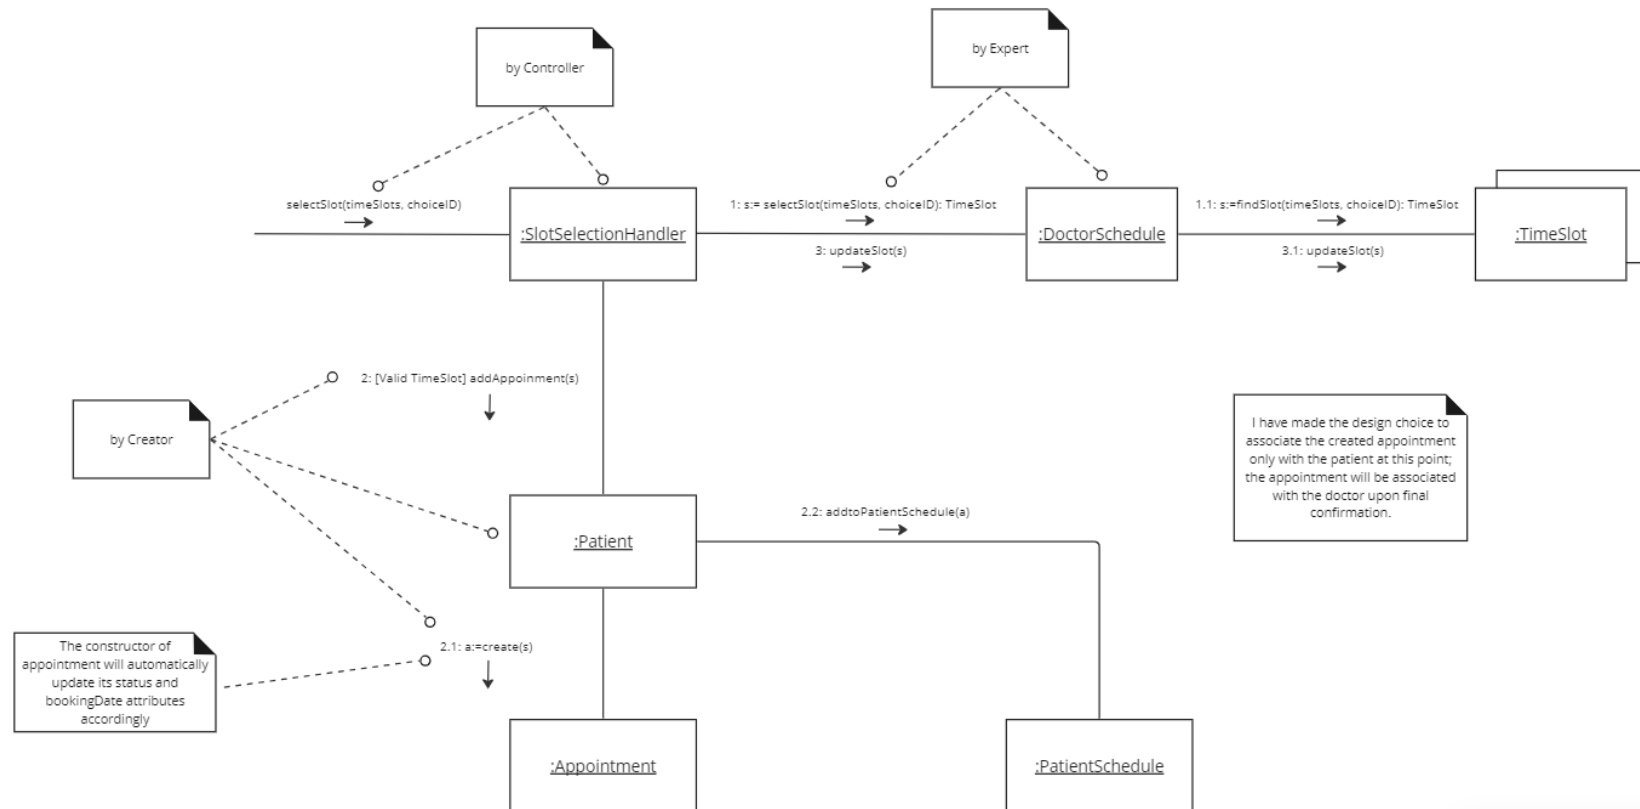 by Controller
by Expert
selectSlot(timeSlots, choiceID)
1: s:= selectSlot(timeSlots, choiceID): TimeSlot
1.1: s:=findSlot(timeSlots, choiceID): TimeSlot
:SlotSelectionHandler
:DoctorSchedule
:TimeSlot
3: updateSlot(s)
3.1: updateSlot(s)
2: [Valid TimeSlot] addAppoinment(s)
by Creator
I have made the design choice to
associate the created appointment
only with the patient at this point;
the appointment will be associated
with the doctor upon final
confirmation.
:Patient
2.2: addtoPatientSchedule(a)
The constructor of
appointment will automatically
update its status and
bookingDate attributes
accordingly
2.1: a:=create(s)
:Appointment
:PatientSchedule